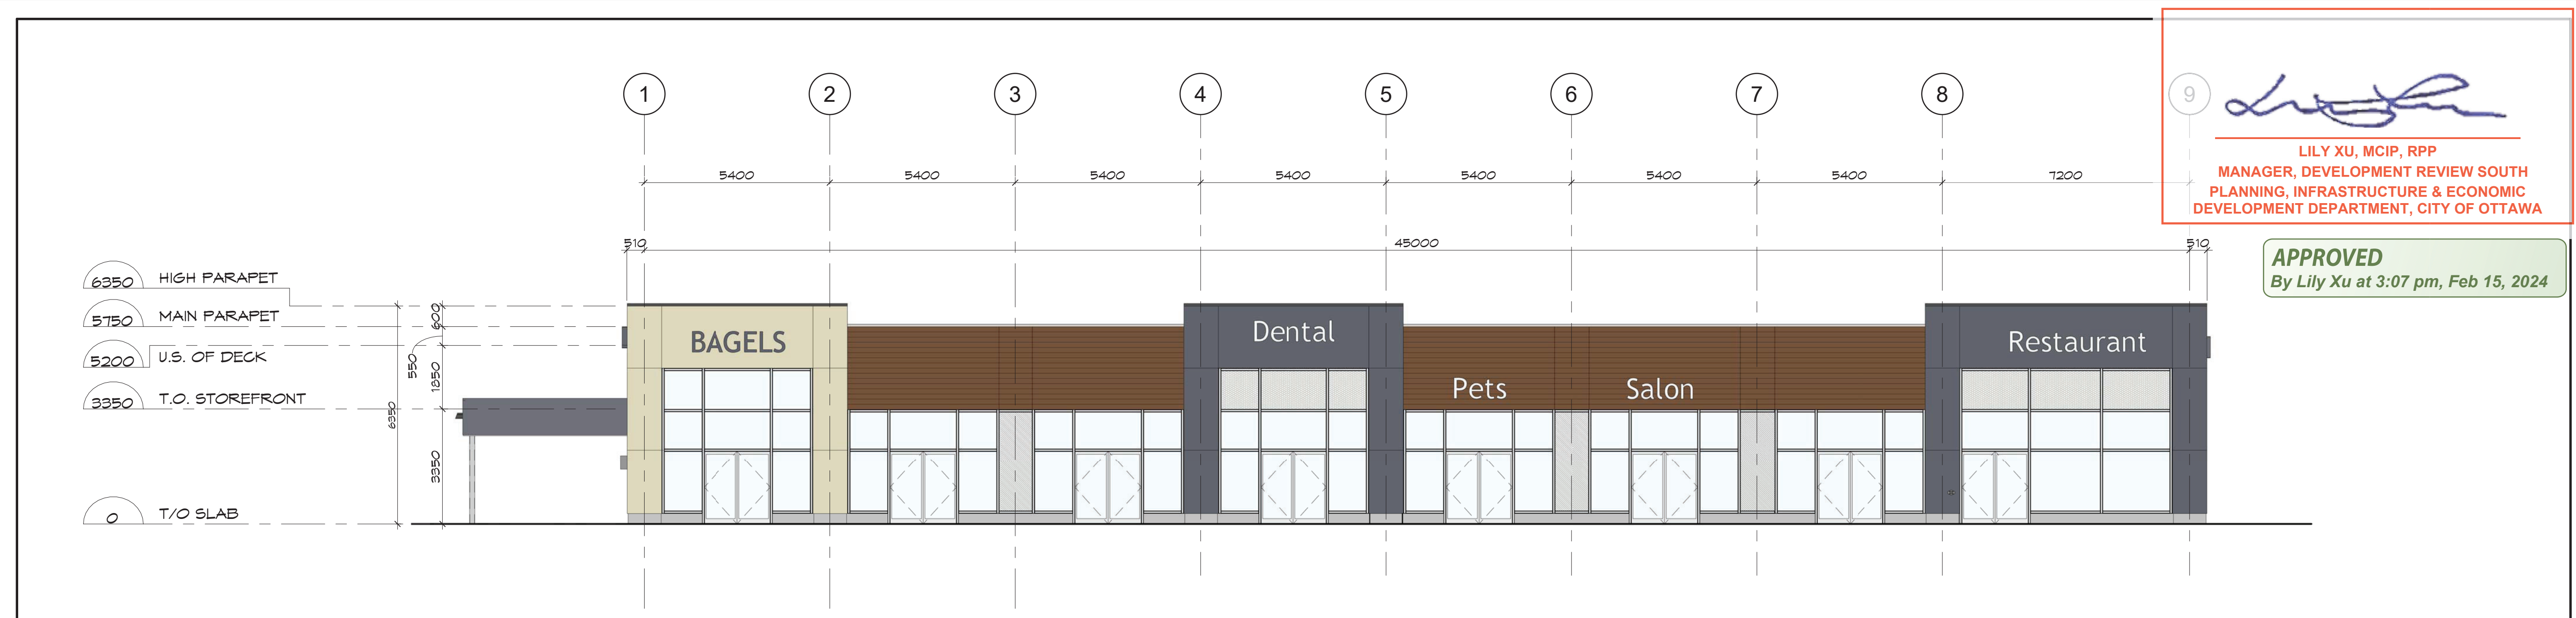 1 2 3 4 5 6 7 8 9
LILY XU, MCIP, RPP
MANAGER, DEVELOPMENT REVIEW SOUTH
PLANNING, INFRASTRUCTURE & ECONOMIC
DEVELOPMENT DEPARTMENT, CITY OF OTTAWA
5400 5400 5400 5400 5400 5400 5400 7200
510 45000 510
APPROVED
By Lily Xu at 3:07 pm, Feb 15, 2024
6350 HIGH PARAPET
5750 MAIN PARAPET
5200 U.S. OF DECK
3350 T.O. STOREFRONT
0 T/O SLAB
6350
550
600
1850
3350
BAGELS
Dental
Pets
Salon
Restaurant